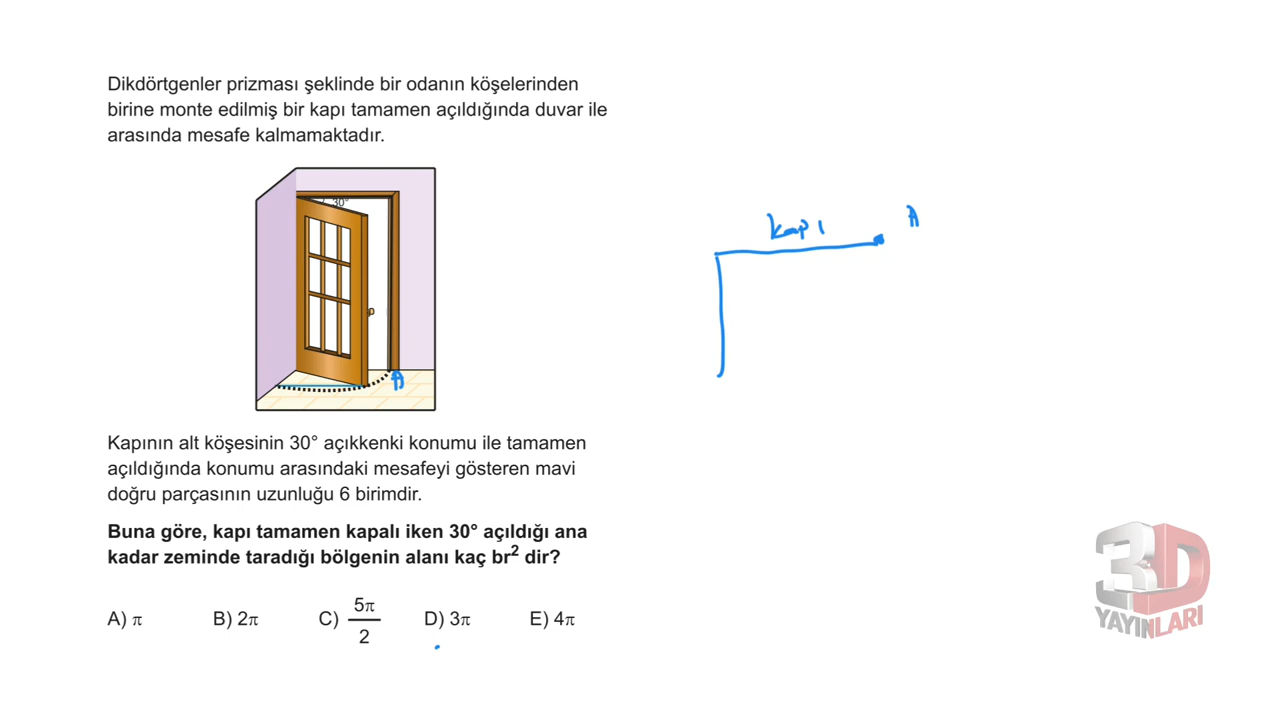 Dikdörtgenler prizması şeklinde bir odanın köşelerinden
birine monte edilmiş bir kapı tamamen açıldığında duvar ile
arasında mesafe kalmamaktadır.
30°
A
kapı
A
Kapının alt köşesinin 30° açıkkenki konumu ile tamamen
açıldığında konumu arasındaki mesafeyi gösteren mavi
doğru parçasının uzunluğu 6 birimdir.
Buna göre, kapı tamamen kapalı iken 30° açıldığı ana
kadar zeminde taradığı bölgenin alanı kaç br² dir?
A) π B) 2π C) 5π/2 D) 3π E) 4π
3D
YAYINLARI